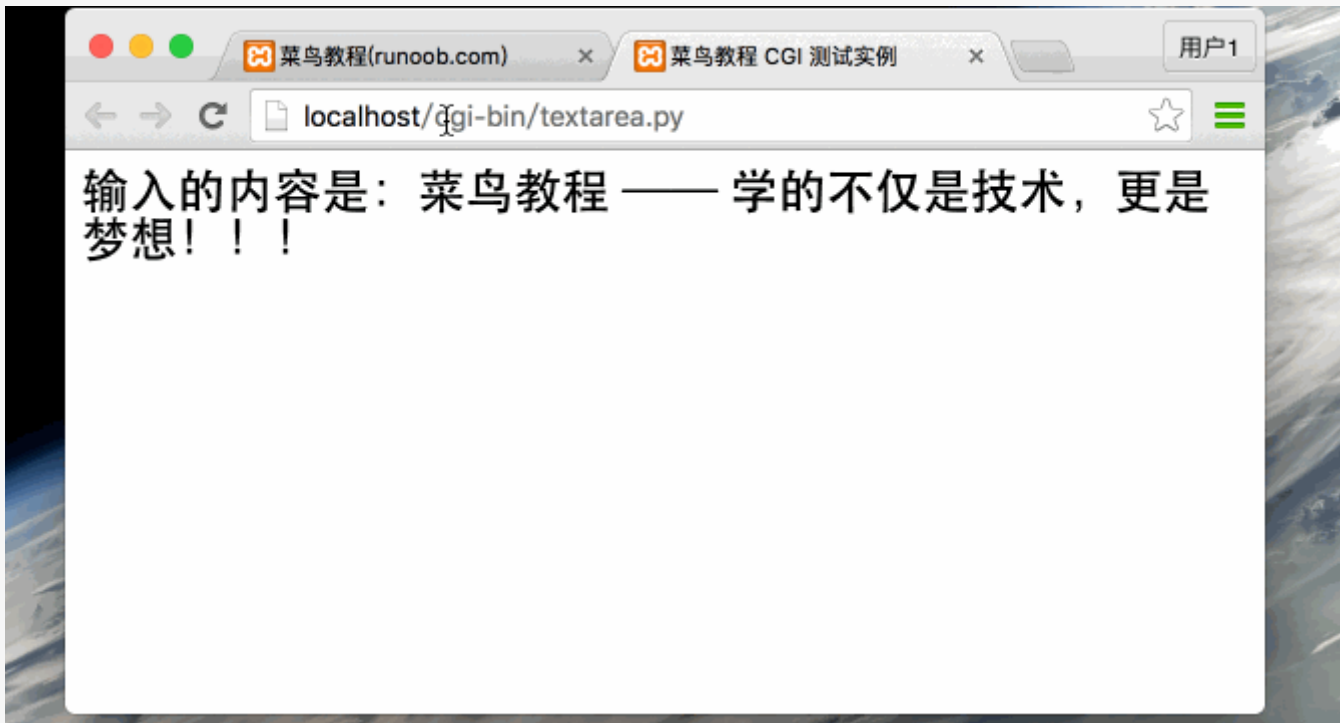 菜鸟教程(runoob.com)
菜鸟教程 CGI 测试实例
用户1
localhost/cgi-bin/textarea.py
输入的内容是：菜鸟教程 —— 学的不仅是技术，更是
梦想！！！